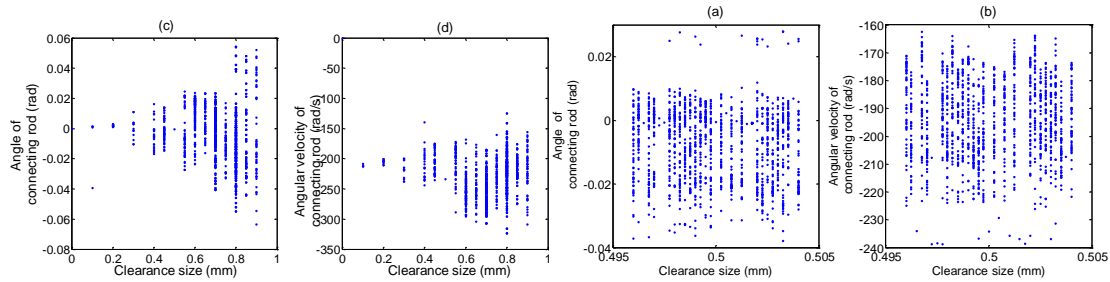 (c)
0.06
0.04
0.02
0
-0.02
-0.04
-0.06
-0.08
Angle of
connecting rod (rad)
0
0.2
0.4
0.6
0.8
1
Clearance size (mm)
(d)
0
-50
-100
-150
-200
-250
-300
-350
Angular velocity of
connecting rod (rad/s)
0
0.2
0.4
0.6
0.8
1
Clearance size (mm)
(a)
0.02
0
-0.02
-0.04
Angle of
connecting rod (rad)
0.495
0.5
0.505
Clearance size (mm)
(b)
-160
-170
-180
-190
-200
-210
-220
-230
-240
Angular velocity of
connecting rod (rad/s)
0.495
0.5
0.505
Clearance size (mm)